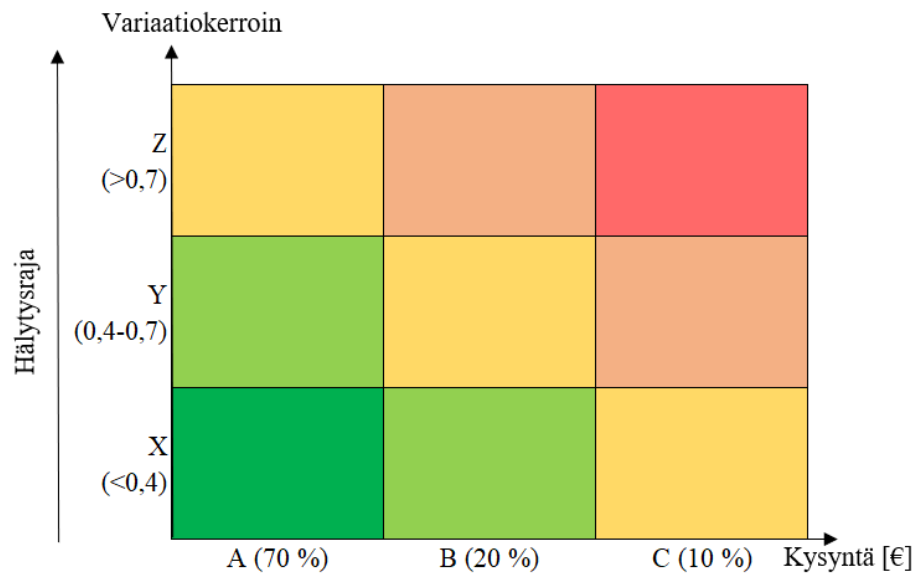 Variaatiokerroin
Hälytysraja
Z
(>0,7)
Y
(0,4-0,7)
X
(<0,4)
A (70 %)
B (20 %)
C (10 %)
Kysyntä [€]